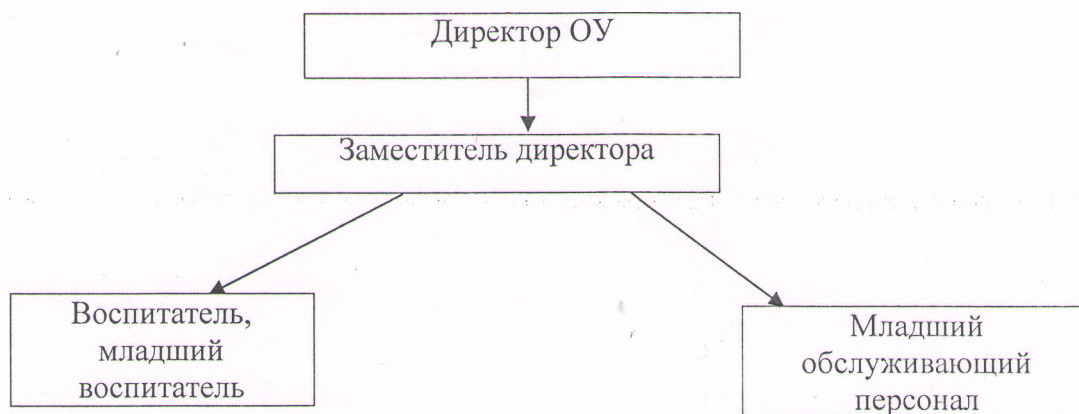 Директор ОУ
Заместитель директора
Воспитатель,
младший
воспитатель
Младший
обслуживающий
персонал